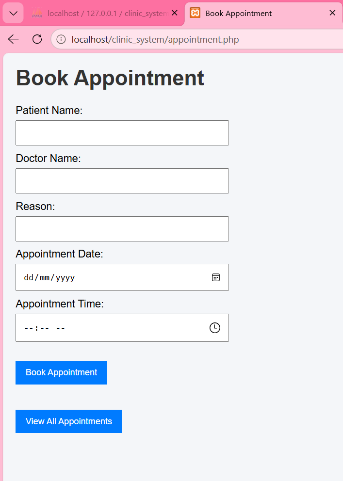 localhost / 127.0.0.1 / clinic_system
Book Appointment
localhost/clinic_system/appointment.php
Book Appointment
Patient Name:
Doctor Name:
Reason:
Appointment Date:
dd/mm/yyyy
Appointment Time:
--:-- --
Book Appointment
View All Appointments